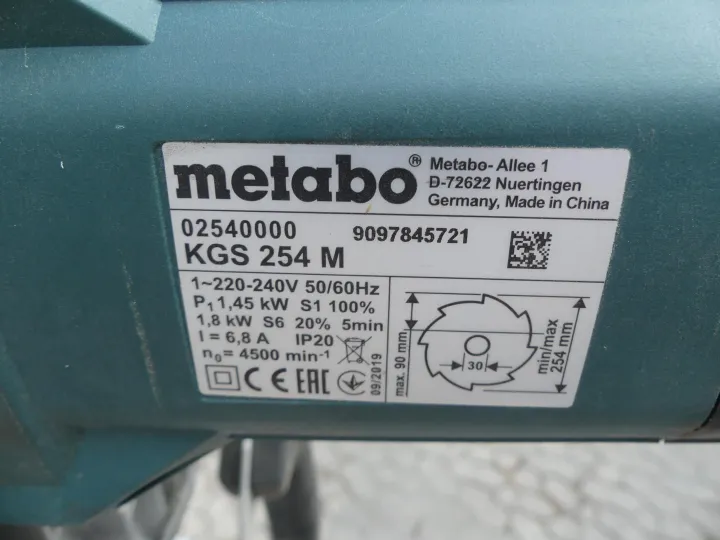 metabo®
Metabo- Allee 1
D-72622 Nuertingen
Germany, Made in China
02540000
9097845721
KGS 254 M
1~220-240V 50/60Hz
P1 1,45 kW S1 100%
1,8 kW S6 20% 5min
I = 6,8 A IP20
n0= 4500 min-1
CE EAC
09/2019
max. 90 mm
30
min/max
254 mm